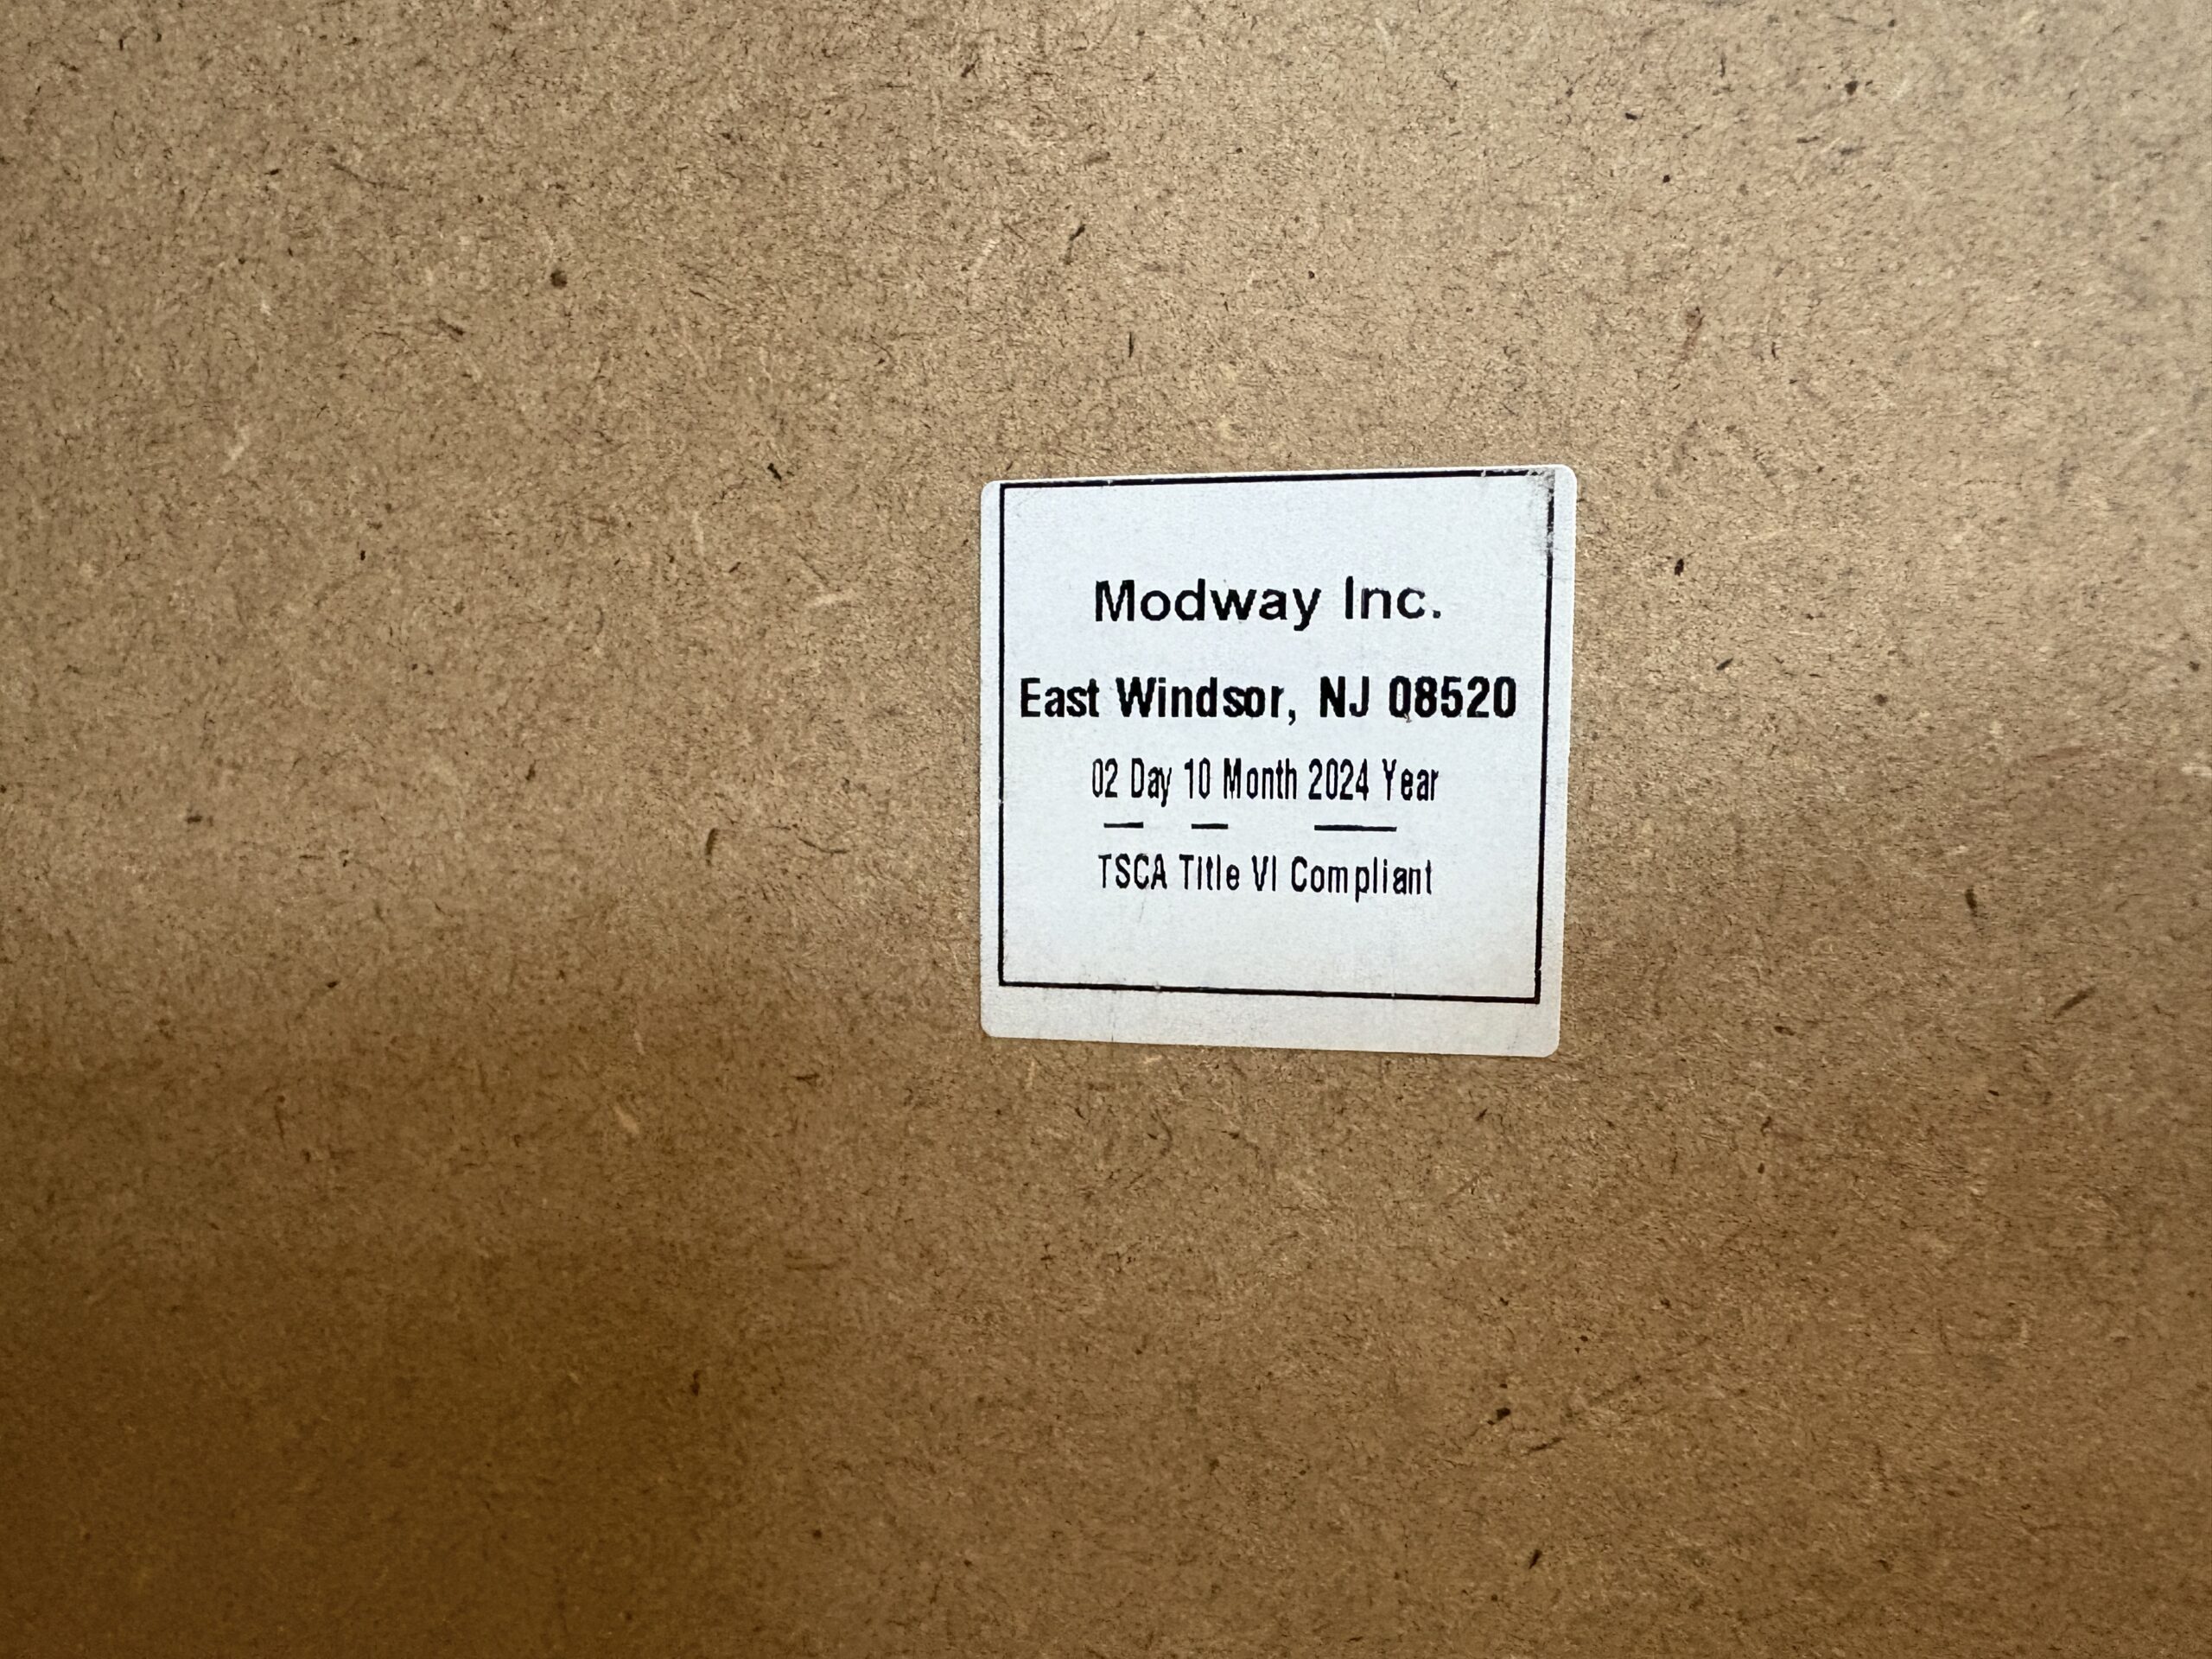 Modway Inc.
East Windsor, NJ 08520
02 Day 10 Month 2024 Year
TSCA Title VI Compliant